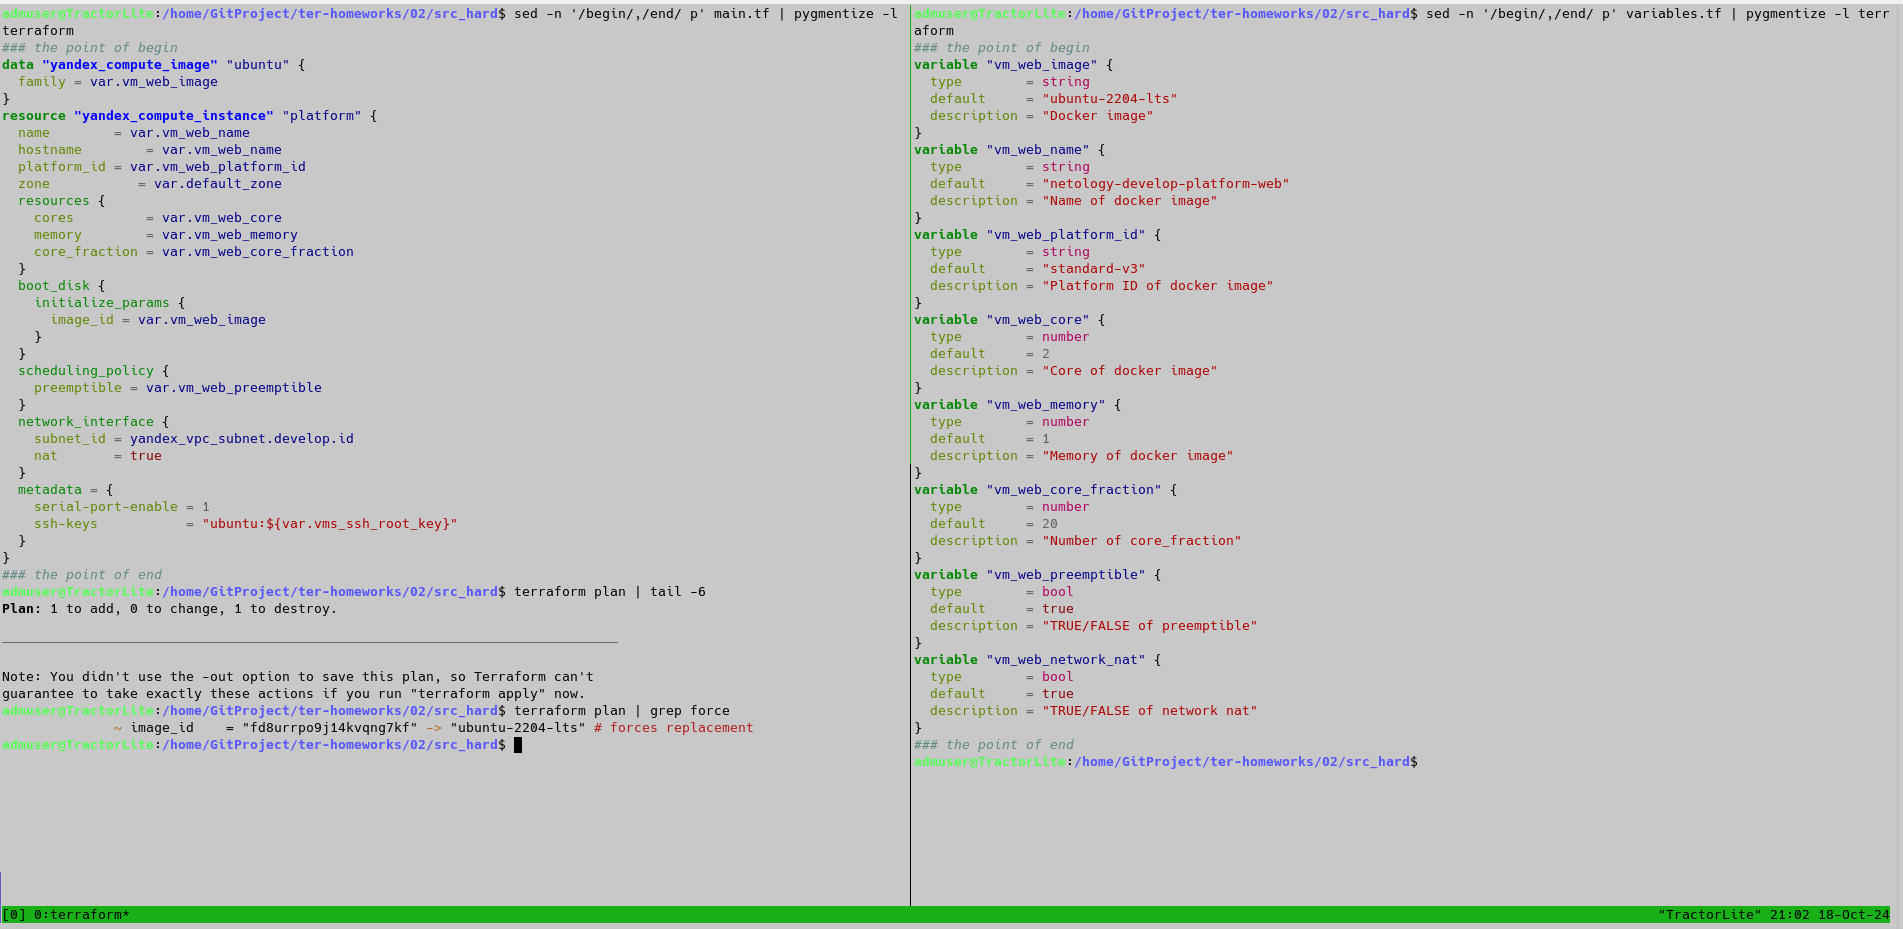 admuser@TractorLite:/home/GitProject/ter-homeworks/02/src_hard$ sed -n '/begin/,/end/ p' main.tf | pygmentize -l
terraform
### the point of begin
data "yandex_compute_image" "ubuntu" {
  family = var.vm_web_image
}
resource "yandex_compute_instance" "platform" {
  name        = var.vm_web_name
  hostname        = var.vm_web_name
  platform_id = var.vm_web_platform_id
  zone           = var.default_zone
  resources {
    cores         = var.vm_web_core
    memory        = var.vm_web_memory
    core_fraction = var.vm_web_core_fraction
  }
  boot_disk {
    initialize_params {
      image_id = var.vm_web_image
    }
  }
  scheduling_policy {
    preemptible = var.vm_web_preemptible
  }
  network_interface {
    subnet_id = yandex_vpc_subnet.develop.id
    nat       = true
  }
  metadata = {
    serial-port-enable = 1
    ssh-keys           = "ubuntu:${var.vms_ssh_root_key}"
  }
}
### the point of end
admuser@TractorLite:/home/GitProject/ter-homeworks/02/src_hard$ terraform plan | tail -6
Plan: 1 to add, 0 to change, 1 to destroy.
─────────────────────────────────────────────────────────────────────────────
Note: You didn't use the -out option to save this plan, so Terraform can't
guarantee to take exactly these actions if you run "terraform apply" now.
admuser@TractorLite:/home/GitProject/ter-homeworks/02/src_hard$ terraform plan | grep force
              ~ image_id    = "fd8urrpo9j14kvqng7kf" -> "ubuntu-2204-lts" # forces replacement
admuser@TractorLite:/home/GitProject/ter-homeworks/02/src_hard$
admuser@TractorLite:/home/GitProject/ter-homeworks/02/src_hard$ sed -n '/begin/,/end/ p' variables.tf | pygmentize -l terr
aform
### the point of begin
variable "vm_web_image" {
  type        = string
  default     = "ubuntu-2204-lts"
  description = "Docker image"
}
variable "vm_web_name" {
  type        = string
  default     = "netology-develop-platform-web"
  description = "Name of docker image"
}
variable "vm_web_platform_id" {
  type        = string
  default     = "standard-v3"
  description = "Platform ID of docker image"
}
variable "vm_web_core" {
  type        = number
  default     = 2
  description = "Core of docker image"
}
variable "vm_web_memory" {
  type        = number
  default     = 1
  description = "Memory of docker image"
}
variable "vm_web_core_fraction" {
  type        = number
  default     = 20
  description = "Number of core_fraction"
}
variable "vm_web_preemptible" {
  type        = bool
  default     = true
  description = "TRUE/FALSE of preemptible"
}
variable "vm_web_network_nat" {
  type        = bool
  default     = true
  description = "TRUE/FALSE of network nat"
}
### the point of end
admuser@TractorLite:/home/GitProject/ter-homeworks/02/src_hard$
[0] 0:terraform* "TractorLite" 21:02 18-Oct-24